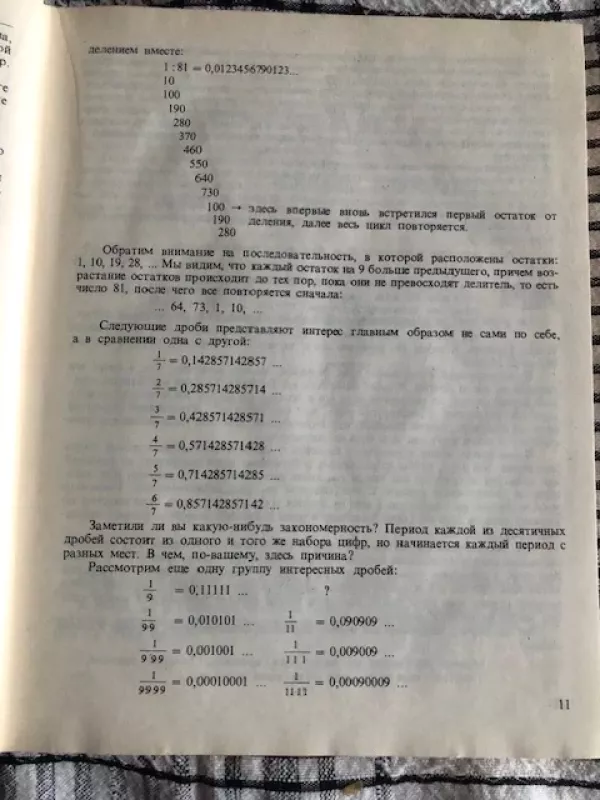 а,
ой
р.
те
те
о
делением вместе:
1 : 81 = 0,0123456790123...
10
100
190
280
370
460
550
640
730
100 → здесь впервые вновь встретился первый остаток от
190 деления, далее весь цикл повторяется.
280
Обратим внимание на последовательность, в которой расположены остатки:
1, 10, 19, 28, ... Мы видим, что каждый остаток на 9 больше предыдущего, причем воз-
растание остатков происходит до тех пор, пока они не превосходят делитель, то есть
число 81, после чего все повторяется сначала:
... 64, 73, 1, 10, ...
Следующие дроби представляют интерес главным образом не сами по себе,
а в сравнении одна с другой:
1/7 = 0,142857142857 ...
2/7 = 0,285714285714 ...
3/7 = 0,428571428571 ...
4/7 = 0,571428571428 ...
5/7 = 0,714285714285 ...
6/7 = 0,857142857142 ...
Заметили ли вы какую-нибудь закономерность? Период каждой из десятичных
дробей состоит из одного и того же набора цифр, но начинается каждый период с
разных мест. В чем, по-вашему, здесь причина?
Рассмотрим еще одну группу интересных дробей:
1/9 = 0,11111 ... ?
1/99 = 0,010101 ... 1/11 = 0,090909 ...
1/999 = 0,001001 ... 1/111 = 0,009009 ...
1/9999 = 0,00010001 ... 1/1111 = 0,00090009 ...
11